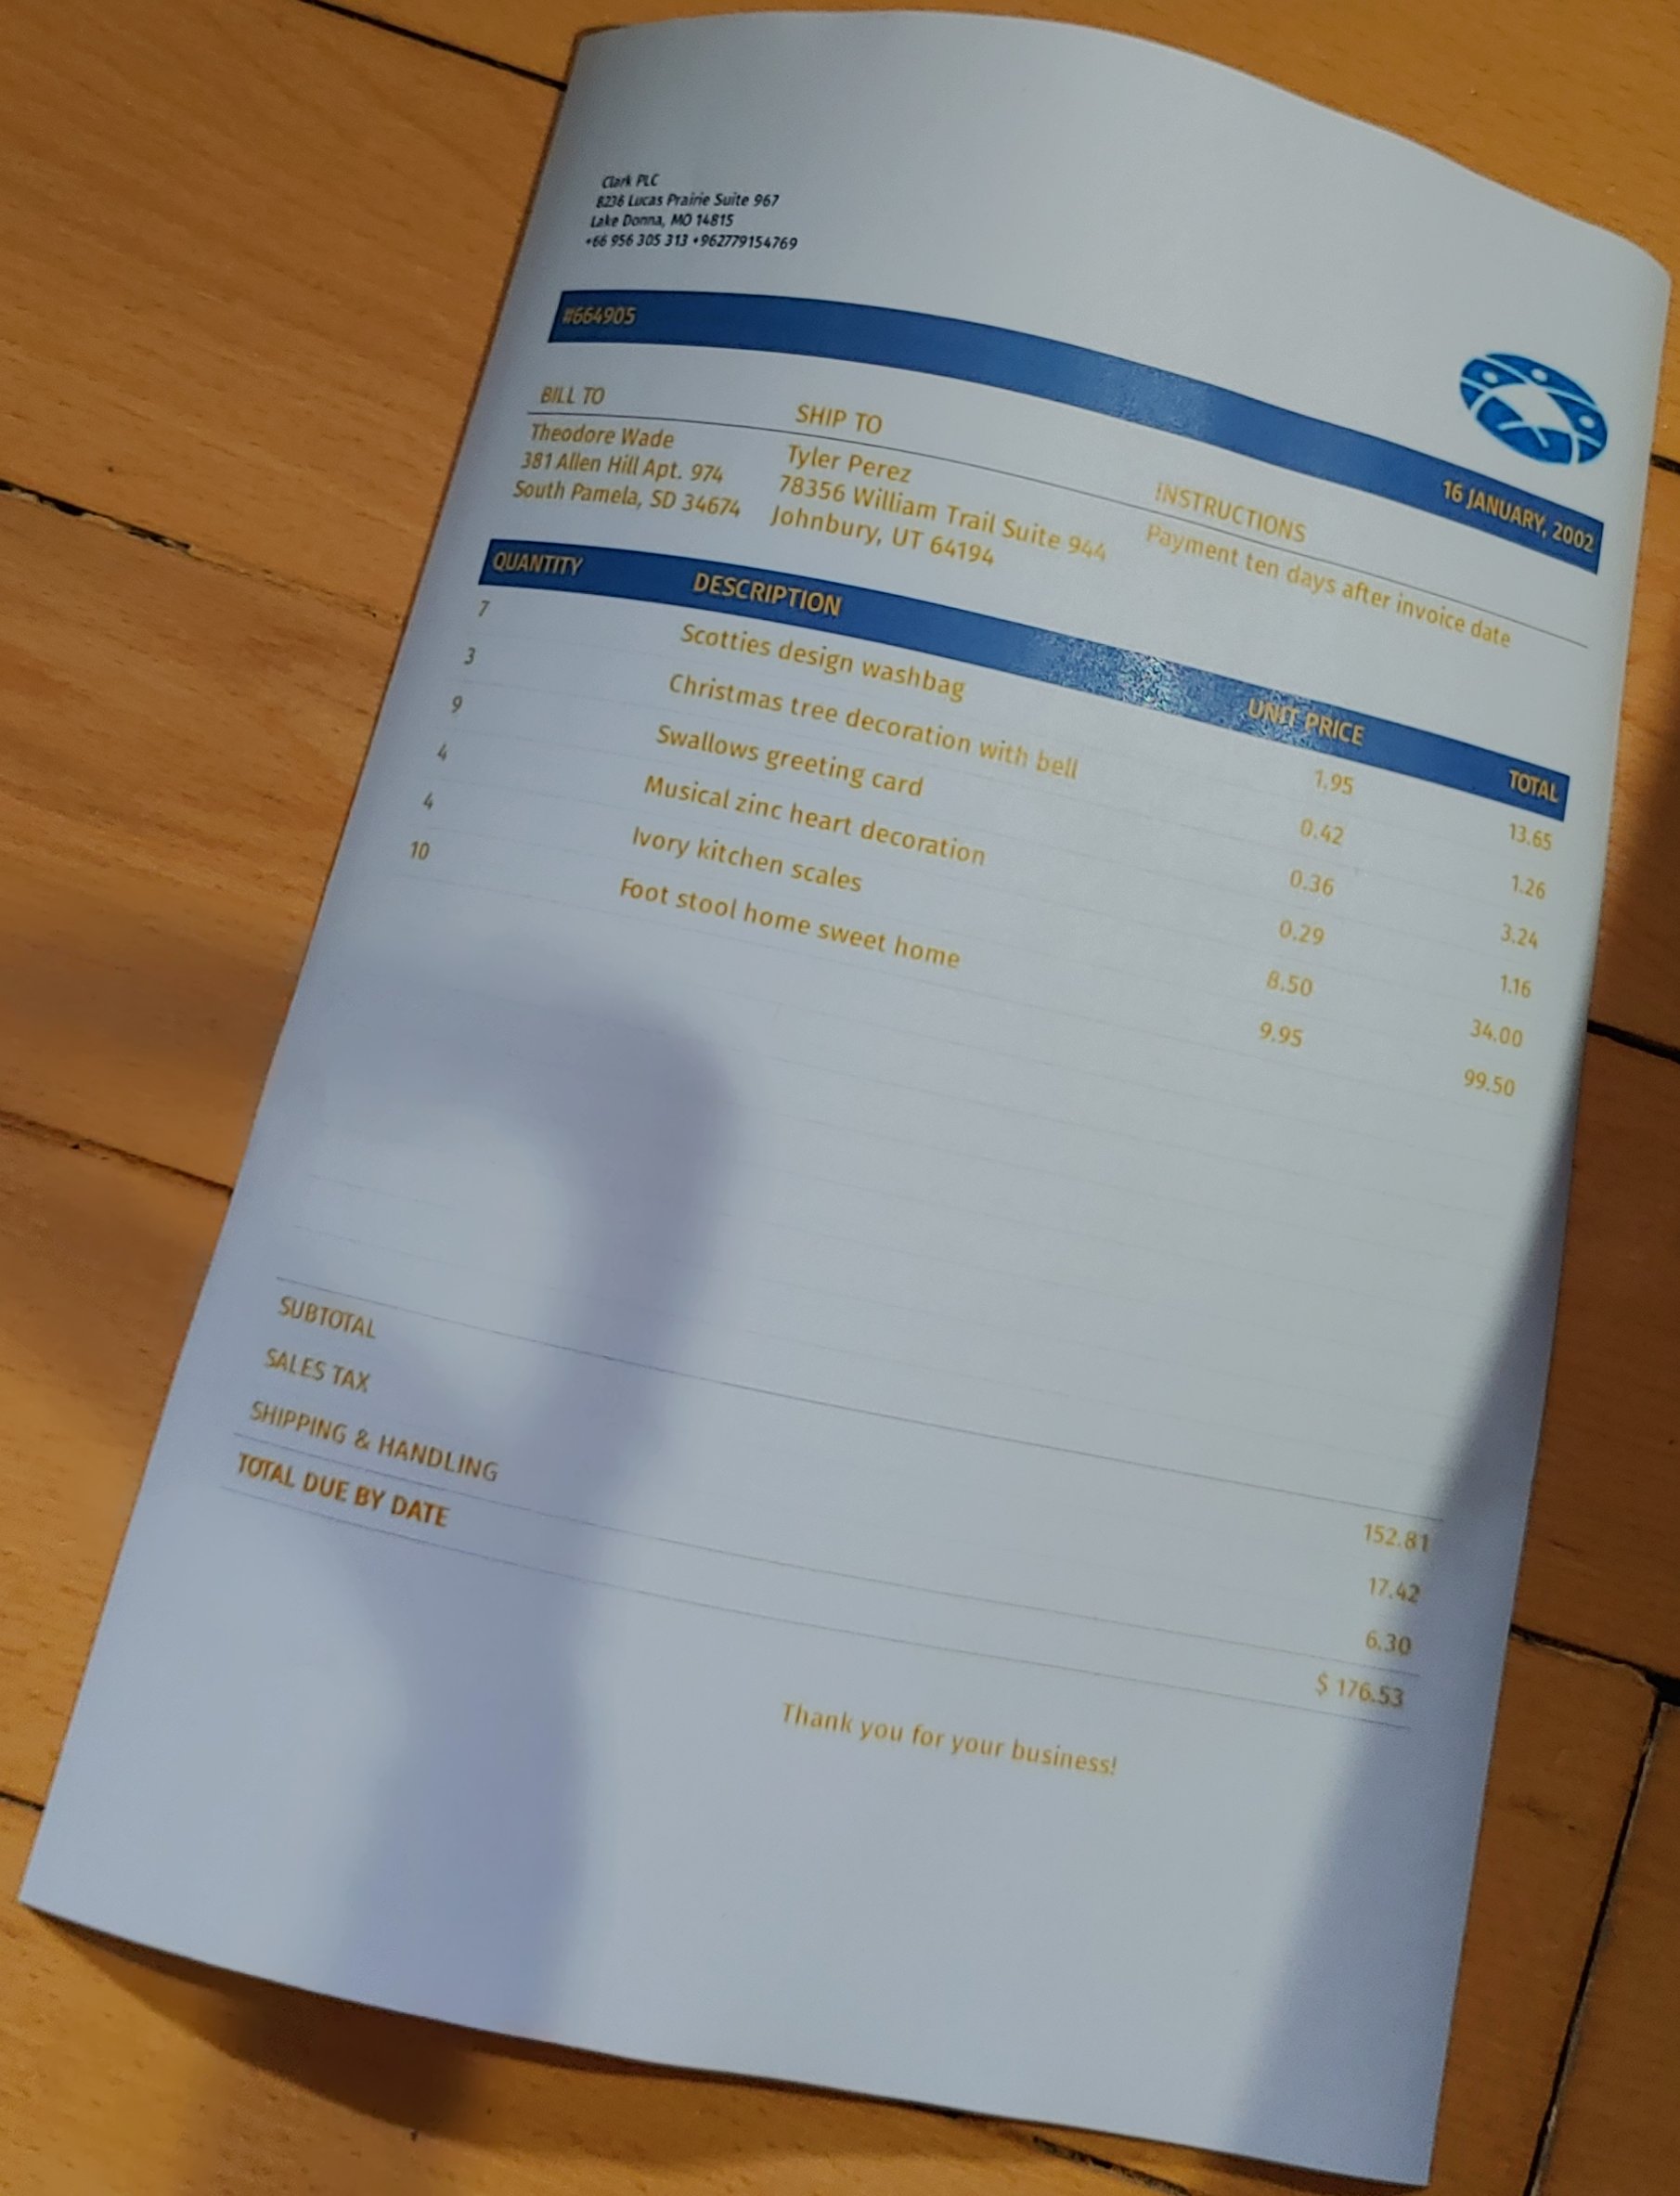 Clark PLC
8236 Lucas Prairie Suite 967
Lake Donna, MO 14815
+66 956 305 313 +962779154769
#664905
16 JANUARY, 2002
BILL TO
Theodore Wade
381 Allen Hill Apt. 974
South Pamela, SD 34674
SHIP TO
Tyler Perez
78356 William Trail Suite 944
Johnbury, UT 64194
INSTRUCTIONS
Payment ten days after invoice date
QUANTITY DESCRIPTION UNIT PRICE TOTAL
7 Scotties design washbag 1.95 13.65
3 Christmas tree decoration with bell 0.42 1.26
9 Swallows greeting card 0.36 3.24
4 Musical zinc heart decoration 0.29 1.16
4 Ivory kitchen scales 8.50 34.00
10 Foot stool home sweet home 9.95 99.50
SUBTOTAL 152.81
SALES TAX 17.42
SHIPPING & HANDLING 6.30
TOTAL DUE BY DATE $ 176.53
Thank you for your business!